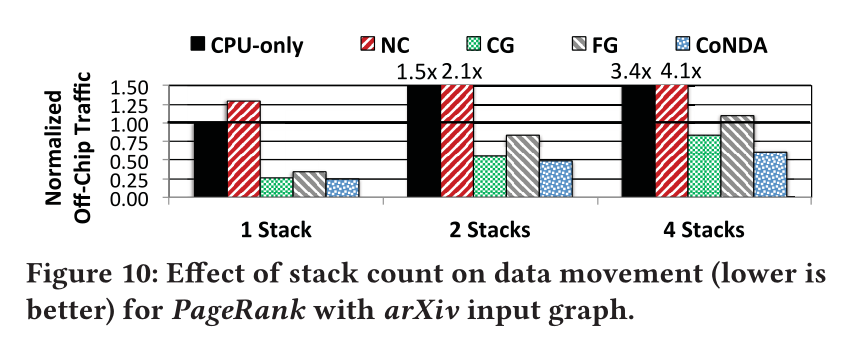 CPU-only NC CG FG CoNDA
1.5x 2.1x 3.4x 4.1x
Normalized
Off-Chip Traffic
1.50
1.25
1.00
0.75
0.50
0.25
0.00
1 Stack 2 Stacks 4 Stacks
Figure 10: Effect of stack count on data movement (lower is
better) for PageRank with arXiv input graph.